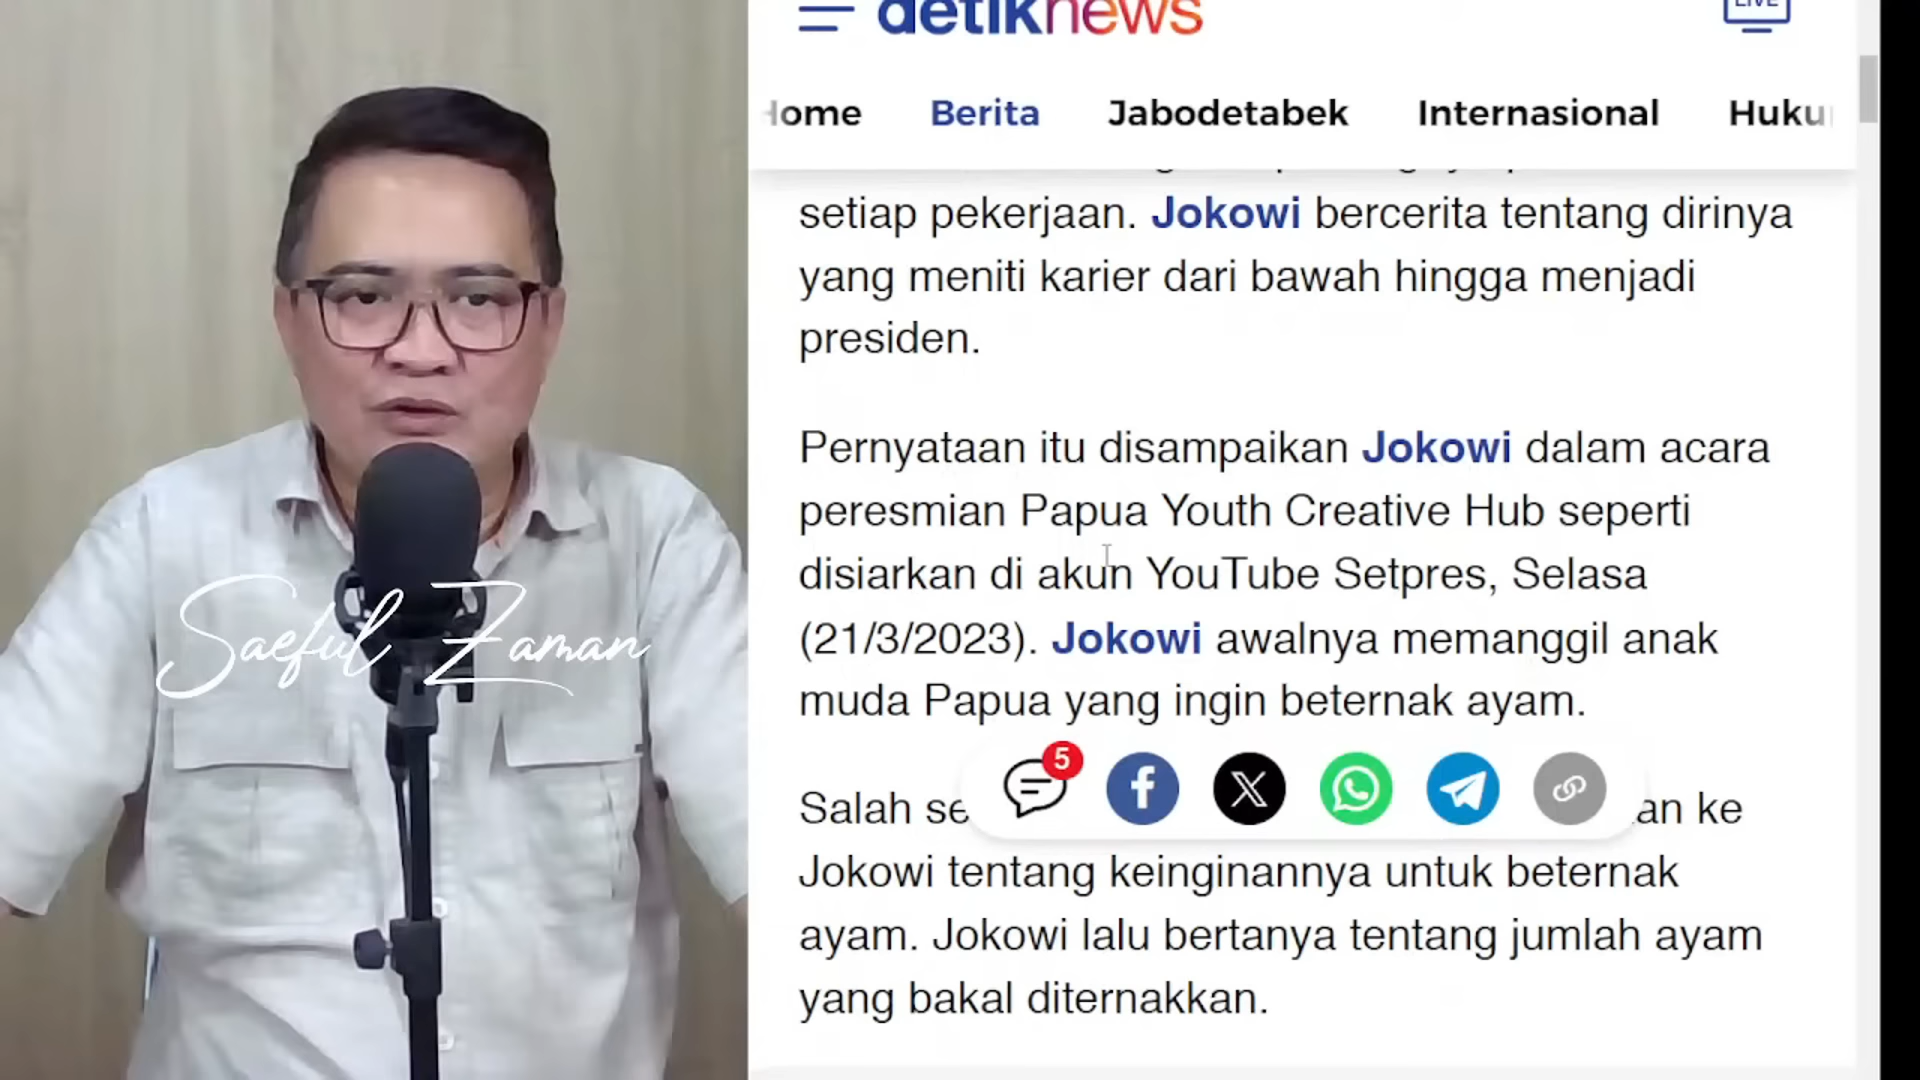 detiknews
LIVE
Home Berita Jabodetabek Internasional Huku
setiap pekerjaan. Jokowi bercerita tentang dirinya
yang meniti karier dari bawah hingga menjadi
presiden.
Pernyataan itu disampaikan Jokowi dalam acara
peresmian Papua Youth Creative Hub seperti
disiarkan di akun YouTube Setpres, Selasa
(21/3/2023). Jokowi awalnya memanggil anak
muda Papua yang ingin beternak ayam.
5
Salah se an ke
Jokowi tentang keinginannya untuk beternak
ayam. Jokowi lalu bertanya tentang jumlah ayam
yang bakal diternakkan.
Saeful Zaman